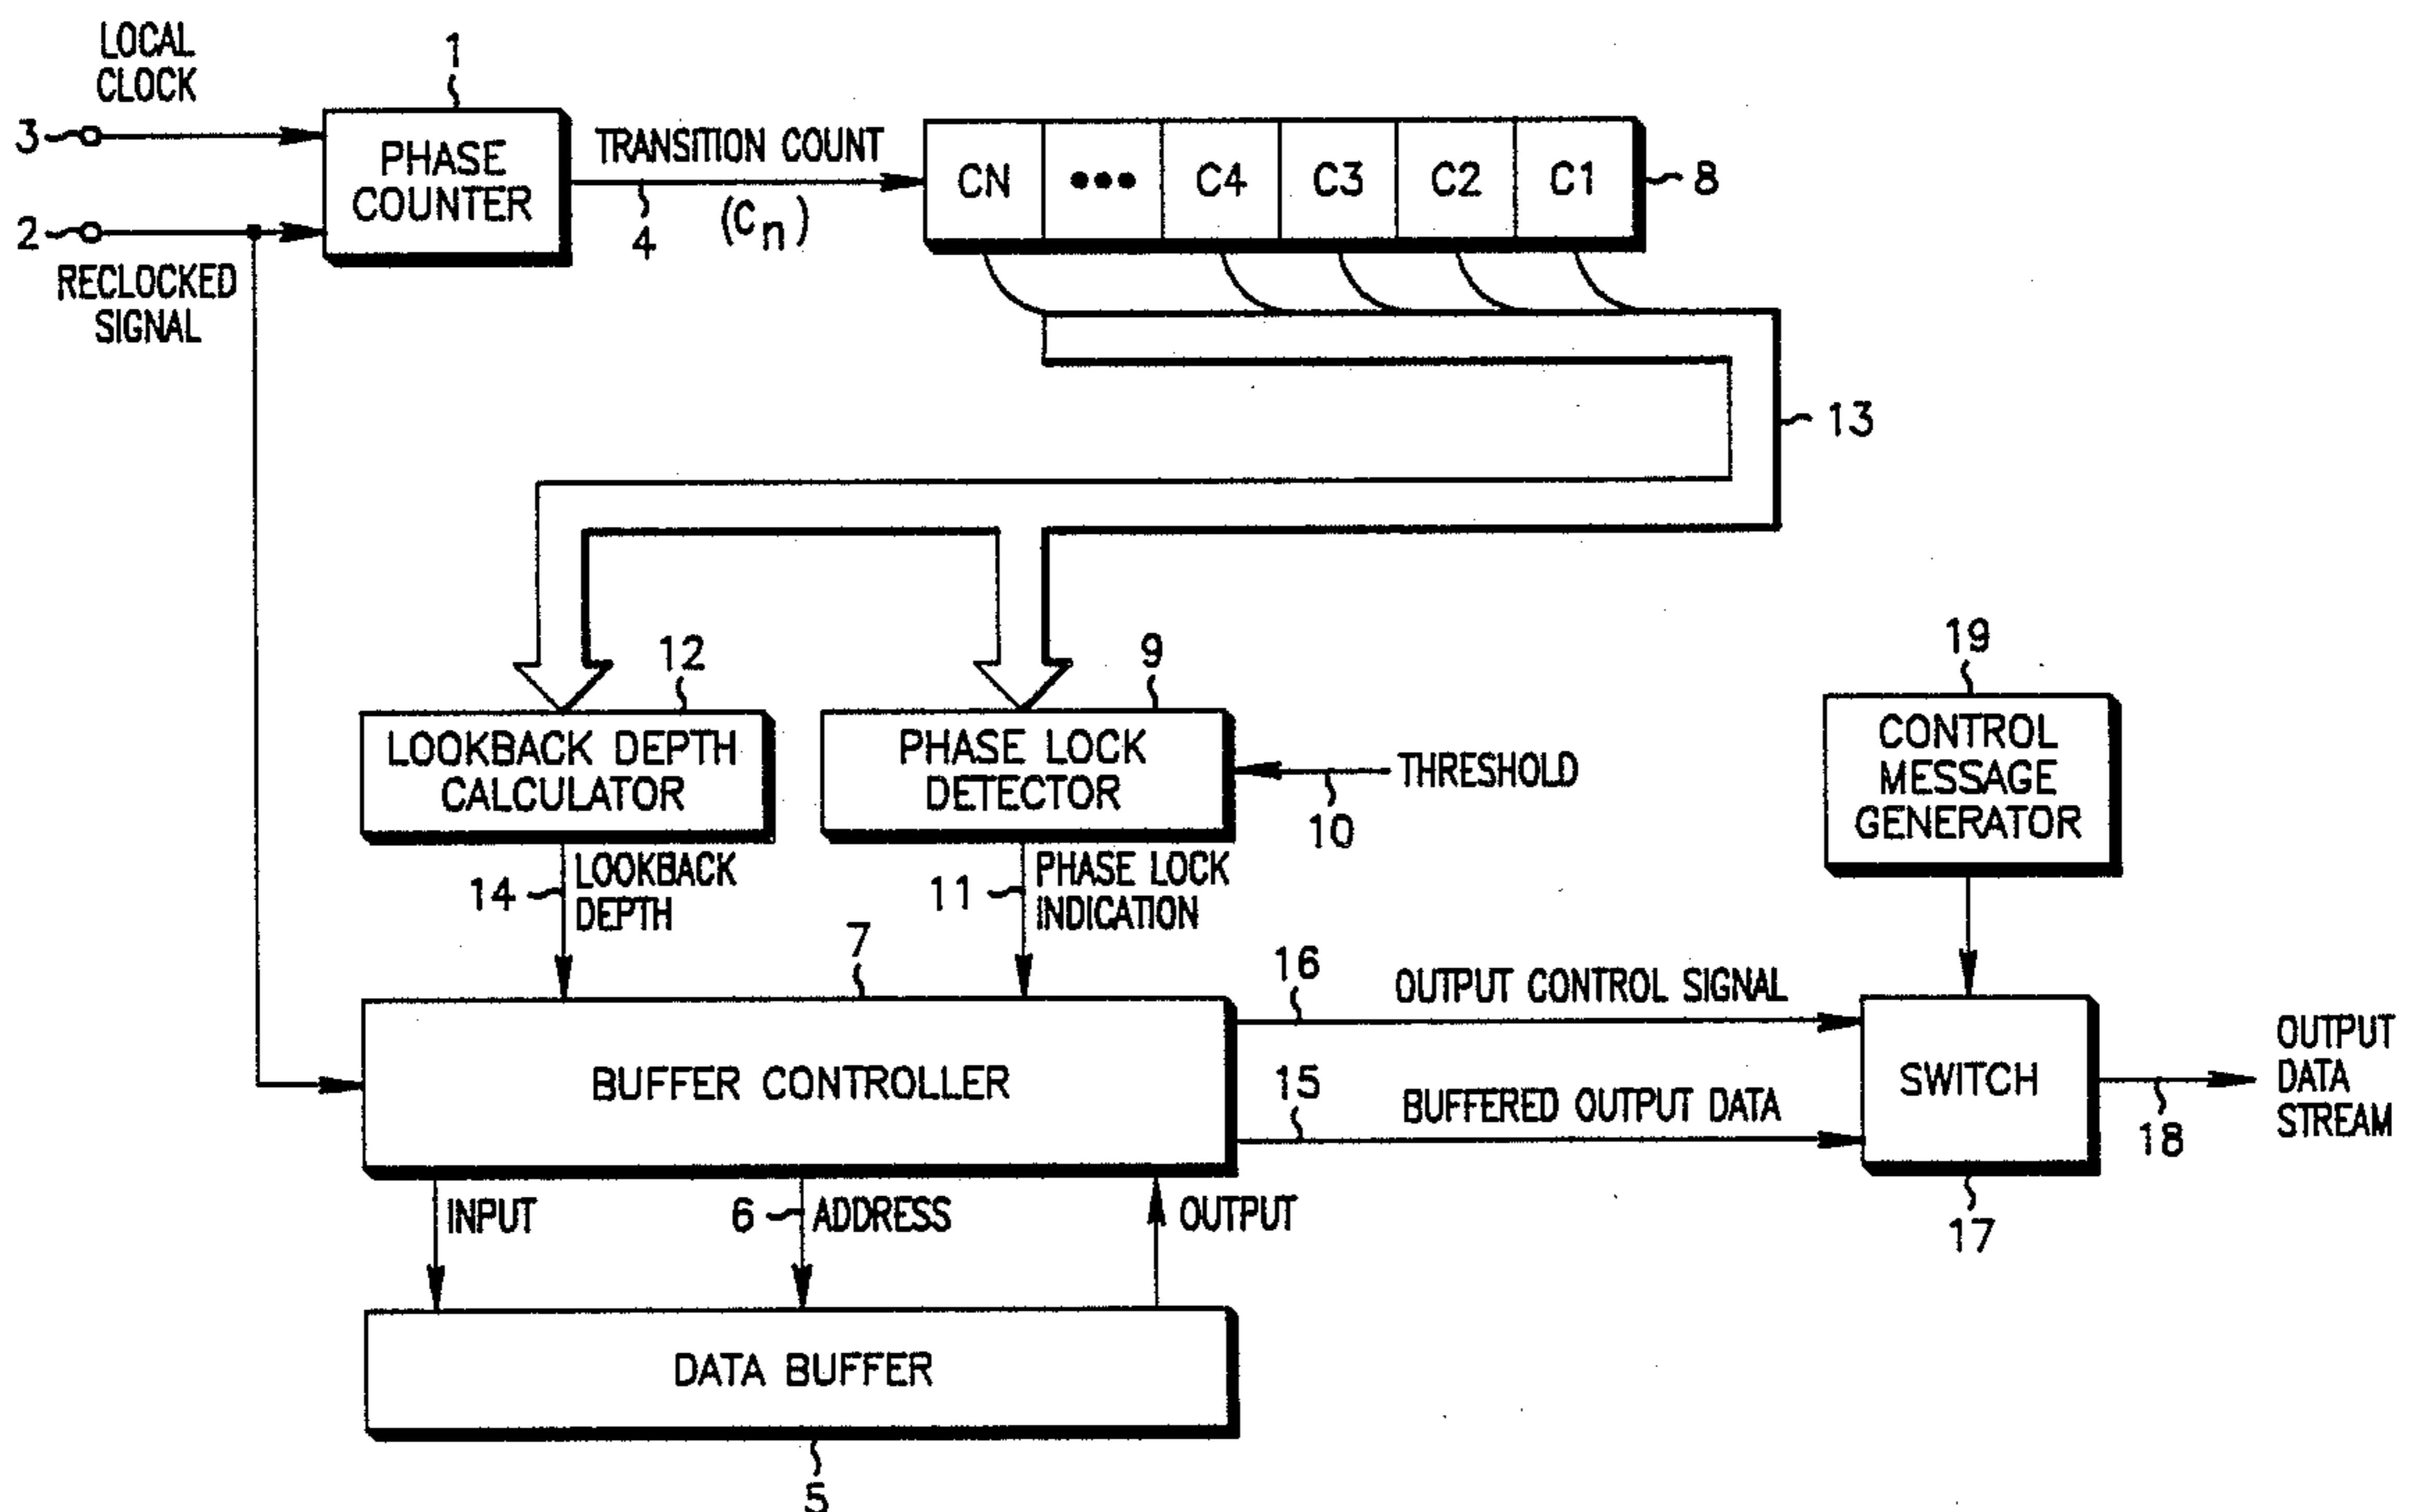 LOCAL
CLOCK
1
3
PHASE
COUNTER
TRANSITION COUNT
4
(Cn)
CN
•••
C4
C3
C2
C1
8
2
RECLOCKED
SIGNAL
13
12
9
19
LOOKBACK DEPTH
CALCULATOR
PHASE LOCK
DETECTOR
THRESHOLD
10
CONTROL
MESSAGE
GENERATOR
14
LOOKBACK
DEPTH
11
PHASE LOCK
INDICATION
7
16
OUTPUT CONTROL SIGNAL
BUFFER CONTROLLER
15
BUFFERED OUTPUT DATA
SWITCH
17
18
OUTPUT
DATA
STREAM
INPUT
6
ADDRESS
OUTPUT
DATA BUFFER
5